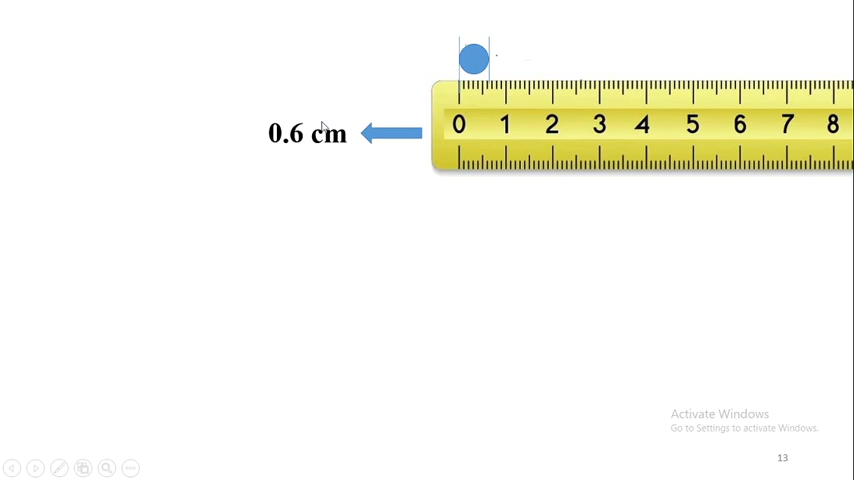 0.6 cm
0 1 2 3 4 5 6 7 8
Activate Windows
Go to Settings to activate Windows.
13